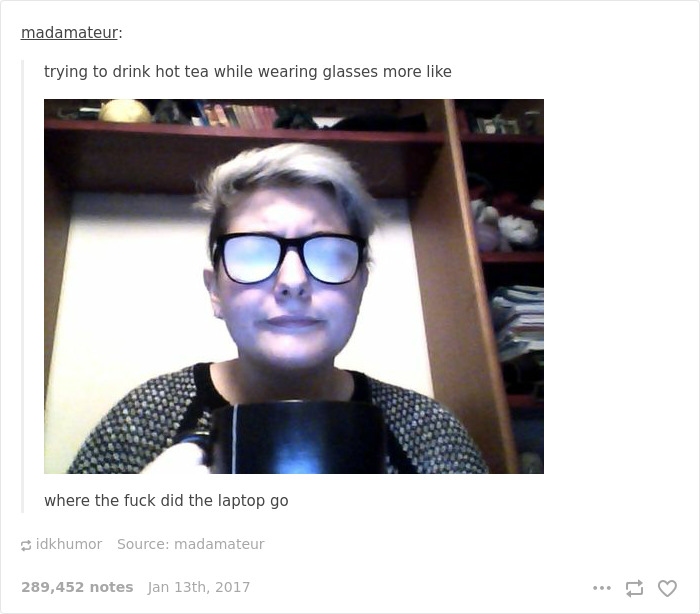 madamateur:
trying to drink hot tea while wearing glasses more like
where the fuck did the laptop go
idkhumor Source: madamateur
289,452 notes Jan 13th, 2017